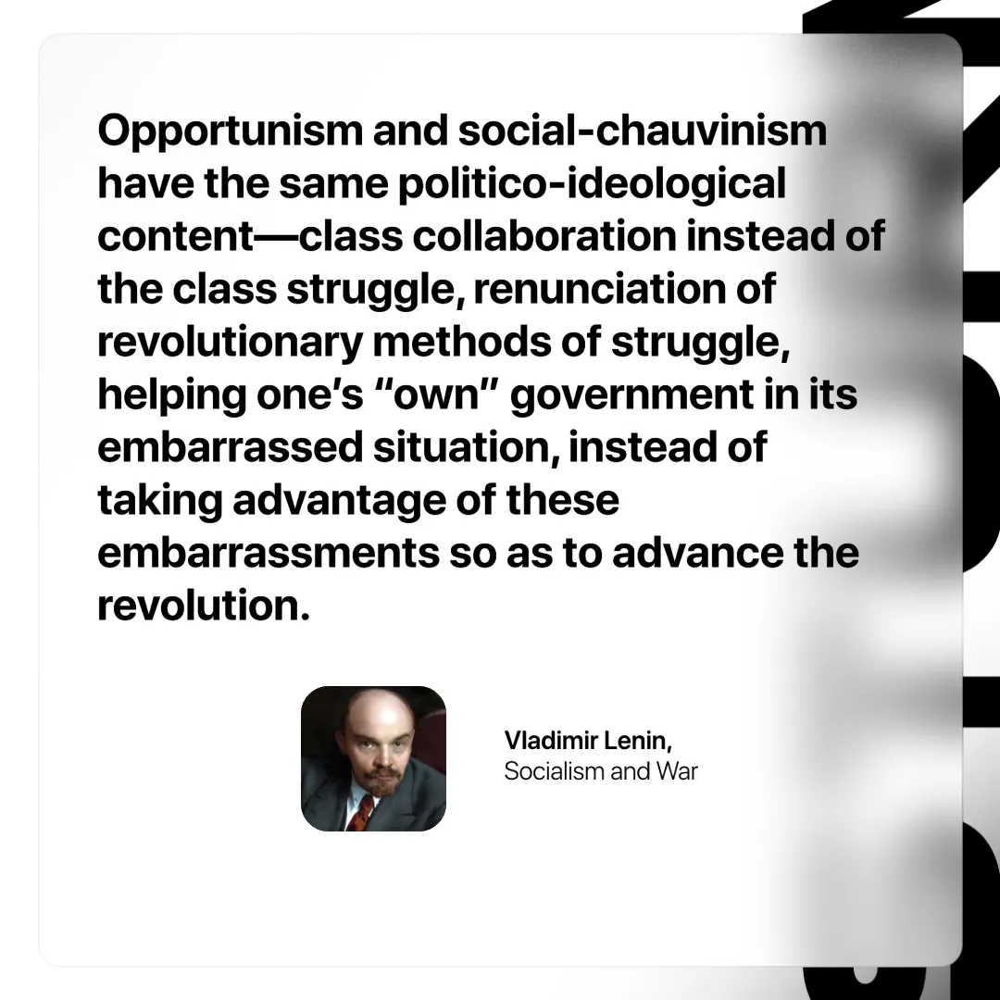 Opportunism and social-chauvinism
have the same politico-ideological
content—class collaboration instead of
the class struggle, renunciation of
revolutionary methods of struggle,
helping one’s “own” government in its
embarrassed situation, instead of
taking advantage of these
embarrassments so as to advance the
revolution.
Vladimir Lenin,
Socialism and War